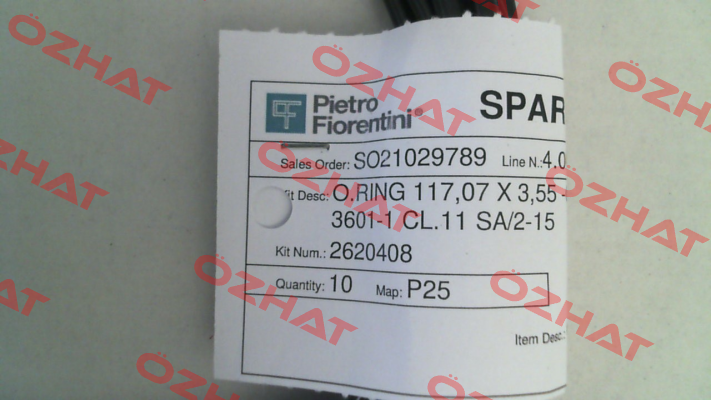 Pietro
Fiorentini®
SPAR
Sales Order: SO21029789 Line N.: 4.0
Kit Desc: O.RING 117,07 X 3,55 -
3601-1 CL.11 SA/2-15
Kit Num.: 2620408
Quantity: 10 Map: P25
Item Desc.:
ÖZHAT
ÖZHAT
ÖZHAT
ÖZHAT
ÖZHAT
ÖZHAT
ÖZHAT
ÖZHAT
ÖZHAT
ÖZHAT